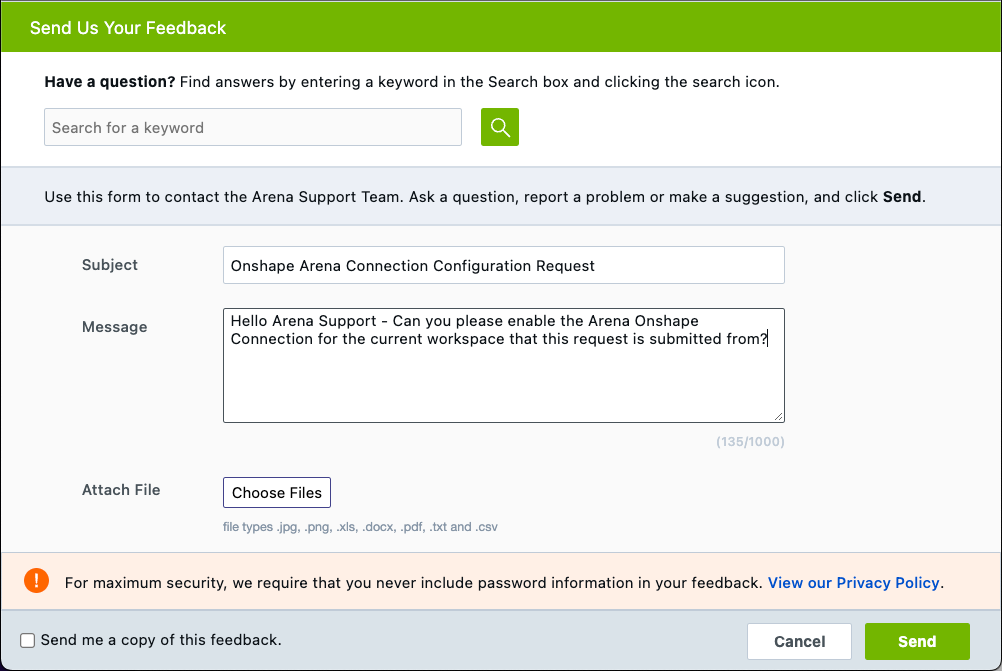 Send Us Your Feedback
Have a question? Find answers by entering a keyword in the Search box and clicking the search icon.
Search for a keyword
Use this form to contact the Arena Support Team. Ask a question, report a problem or make a suggestion, and click Send.
Subject
Onshape Arena Connection Configuration Request
Message
Hello Arena Support - Can you please enable the Arena Onshape
Connection for the current workspace that this request is submitted from?
(135/1000)
Attach File
Choose Files
file types .jpg, .png, .xls, .docx, .pdf, .txt and .csv
For maximum security, we require that you never include password information in your feedback. View our Privacy Policy.
Send me a copy of this feedback.
Cancel
Send